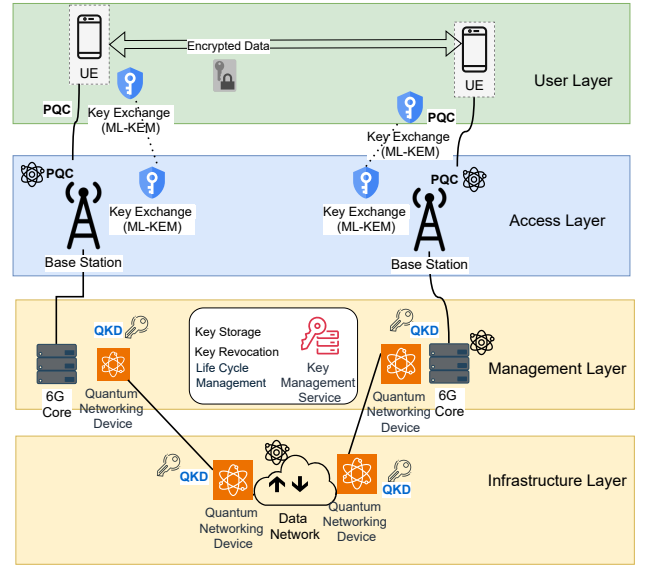 UE
Encrypted Data
UE
User Layer
PQC
Key Exchange
(ML-KEM)
PQC
Key Exchange
(ML-KEM)
PQC
Key Exchange
(ML-KEM)
Key Exchange
(ML-KEM)
PQC
Access Layer
Base Station
Base Station
QKD
6G
Core
Quantum
Networking
Device
Key Storage
Key Revocation
Life Cycle
Management
Key
Management
Service
QKD
Quantum
Networking
Device
6G
Core
Management Layer
QKD
Quantum
Networking
Device
Data
Network
QKD
Quantum
Networking
Device
Infrastructure Layer